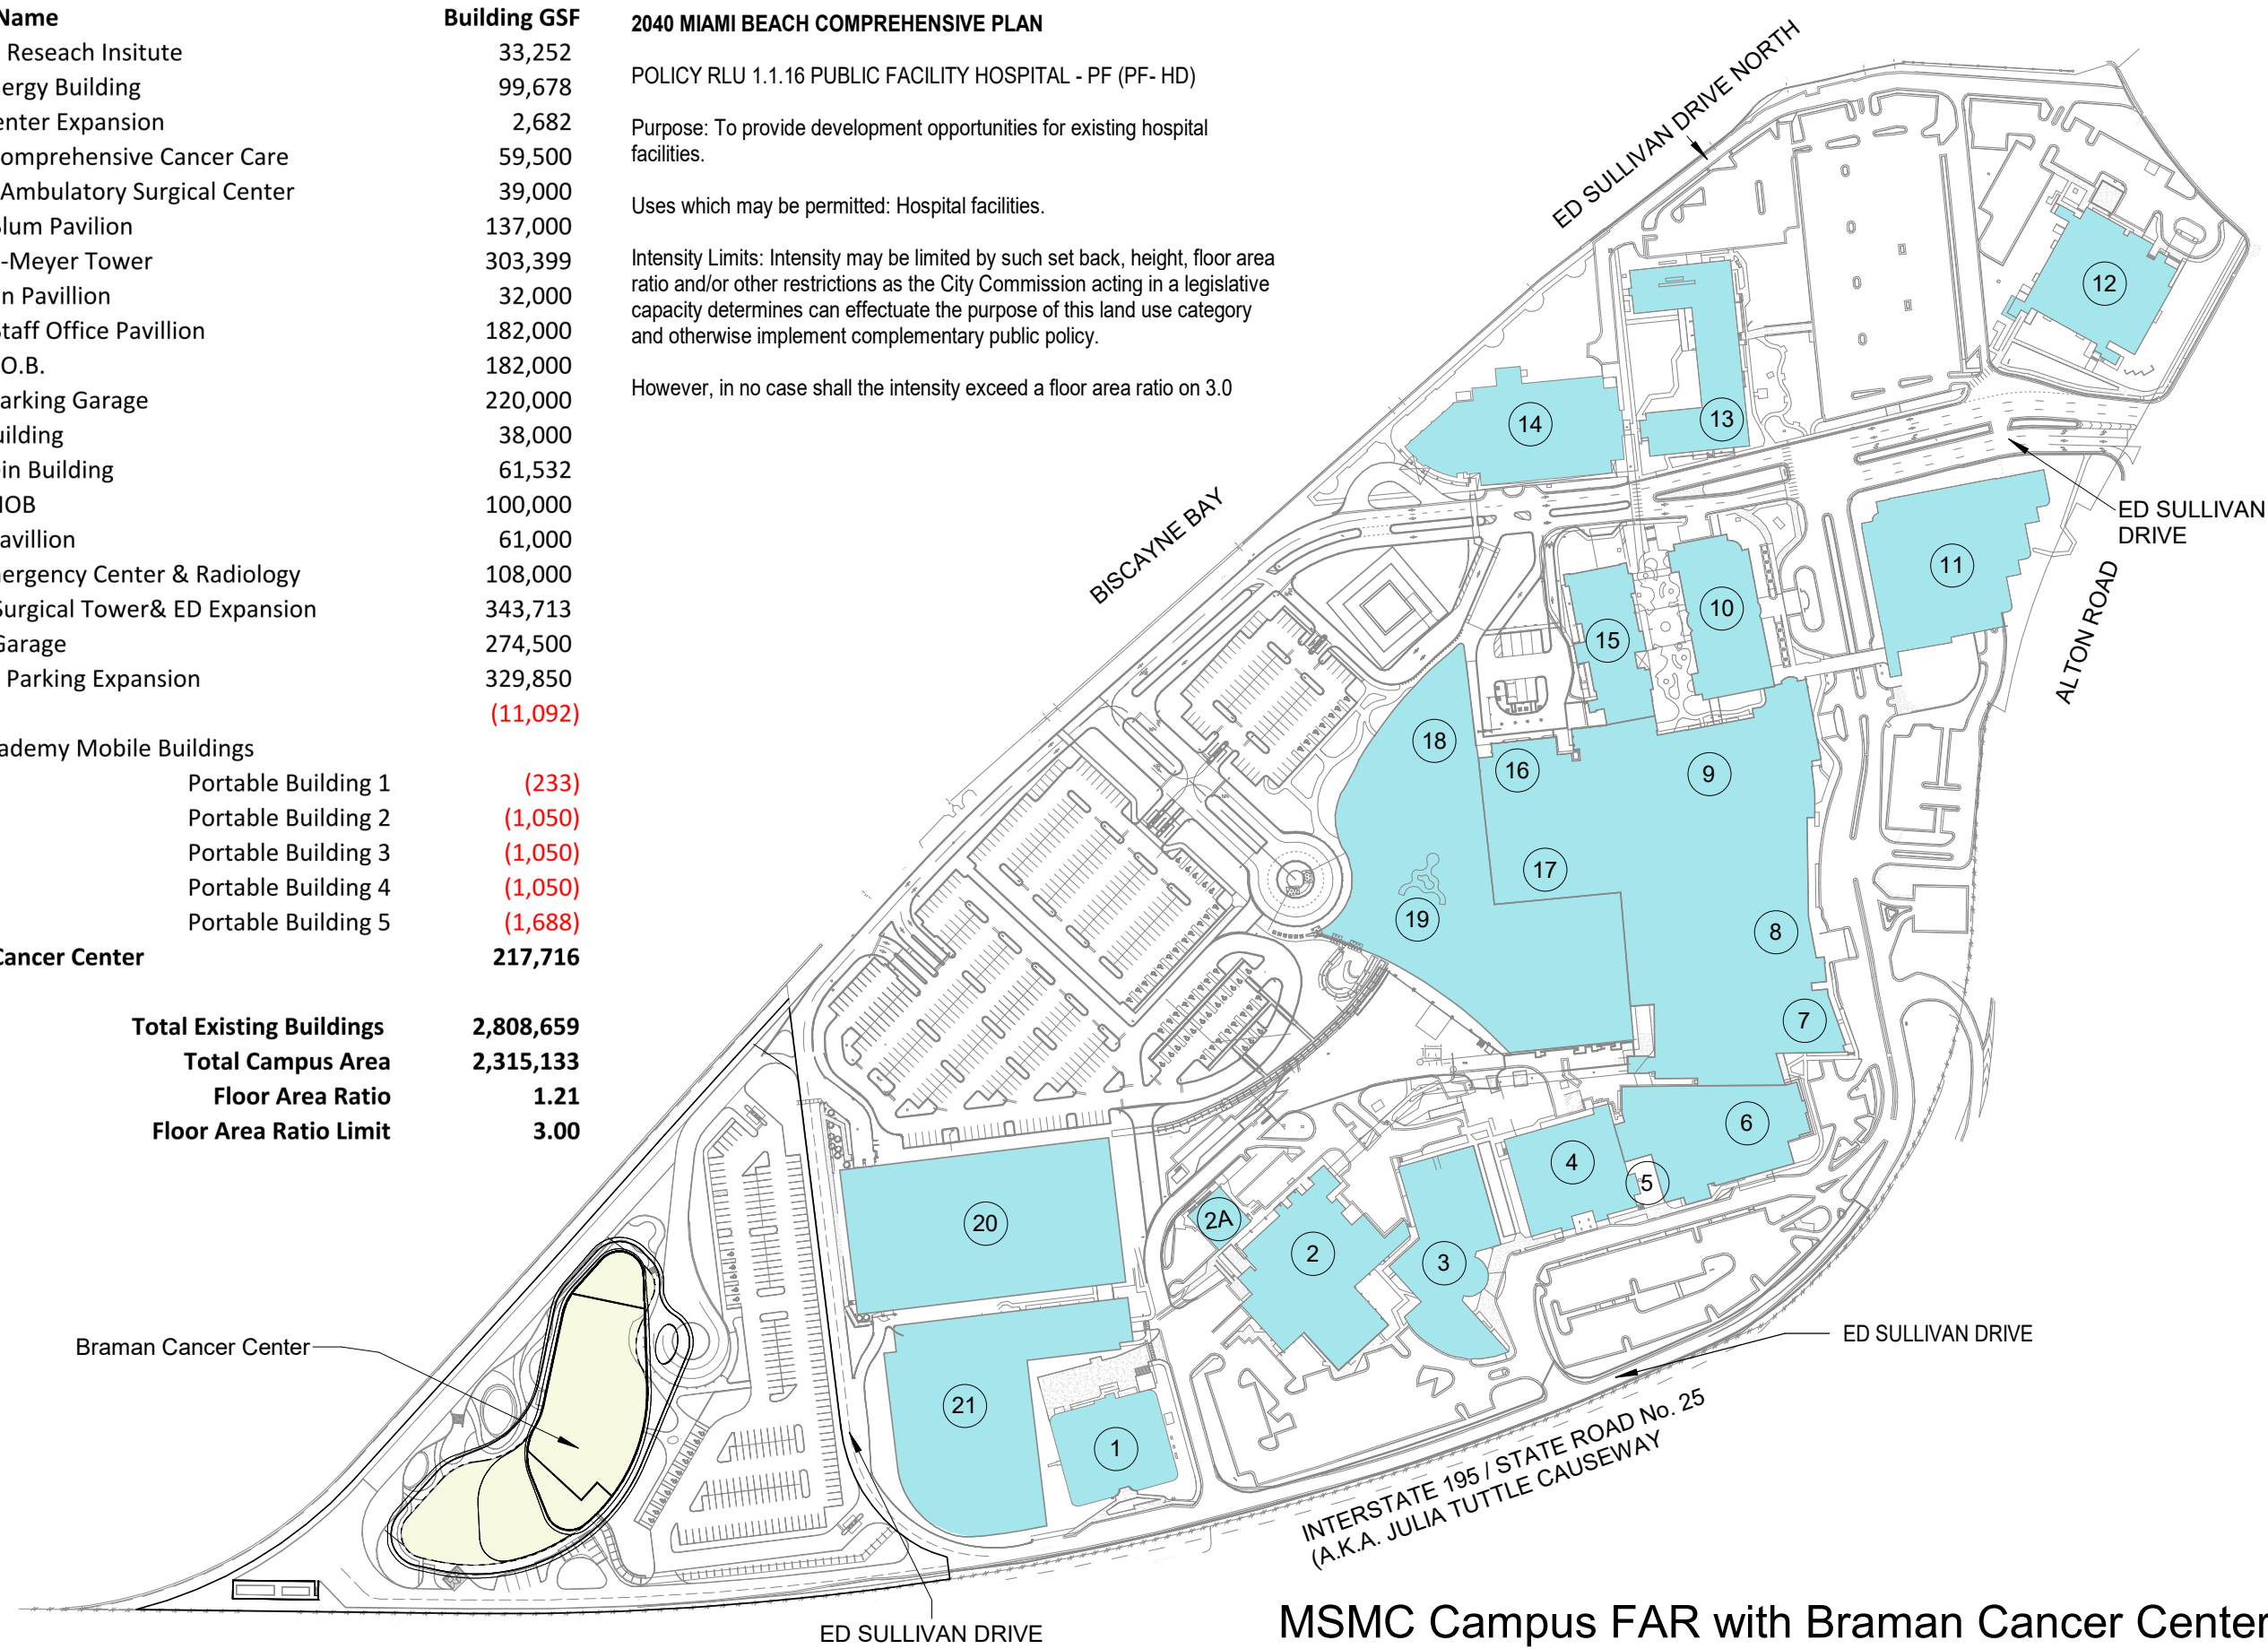 Name Building GSF
Reseach Insitute 33,252
ergy Building 99,678
enter Expansion 2,682
omprehensive Cancer Care 59,500
Ambulatory Surgical Center 39,000
Blum Pavilion 137,000
-Meyer Tower 303,399
n Pavillion 32,000
Staff Office Pavillion 182,000
O.B. 182,000
arking Garage 220,000
uilding 38,000
in Building 61,532
MOB 100,000
avillion 61,000
nergency Center & Radiology 108,000
Surgical Tower& ED Expansion 343,713
Garage 274,500
Parking Expansion 329,850
(11,092)
ademy Mobile Buildings
Portable Building 1 (233)
Portable Building 2 (1,050)
Portable Building 3 (1,050)
Portable Building 4 (1,050)
Portable Building 5 (1,688)
Cancer Center 217,716
Total Existing Buildings 2,808,659
Total Campus Area 2,315,133
Floor Area Ratio 1.21
Floor Area Ratio Limit 3.00
2040 MIAMI BEACH COMPREHENSIVE PLAN
POLICY RLU 1.1.16 PUBLIC FACILITY HOSPITAL - PF (PF- HD)
Purpose: To provide development opportunities for existing hospital
facilities.
Uses which may be permitted: Hospital facilities.
Intensity Limits: Intensity may be limited by such set back, height, floor area
ratio and/or other restrictions as the City Commission acting in a legislative
capacity determines can effectuate the purpose of this land use category
and otherwise implement complementary public policy.
However, in no case shall the intensity exceed a floor area ratio on 3.0
ED SULLIVAN DRIVE NORTH
12
13
14
BISCAYNE BAY
ED SULLIVAN
DRIVE
11
10
15
ALTON ROAD
18
16
9
17
19
8
7
6
4
5
20
2A
2
3
Braman Cancer Center
ED SULLIVAN DRIVE
21
1
INTERSTATE 195 / STATE ROAD No. 25
(A.K.A. JULIA TUTTLE CAUSEWAY
ED SULLIVAN DRIVE
MSMC Campus FAR with Braman Cancer Center